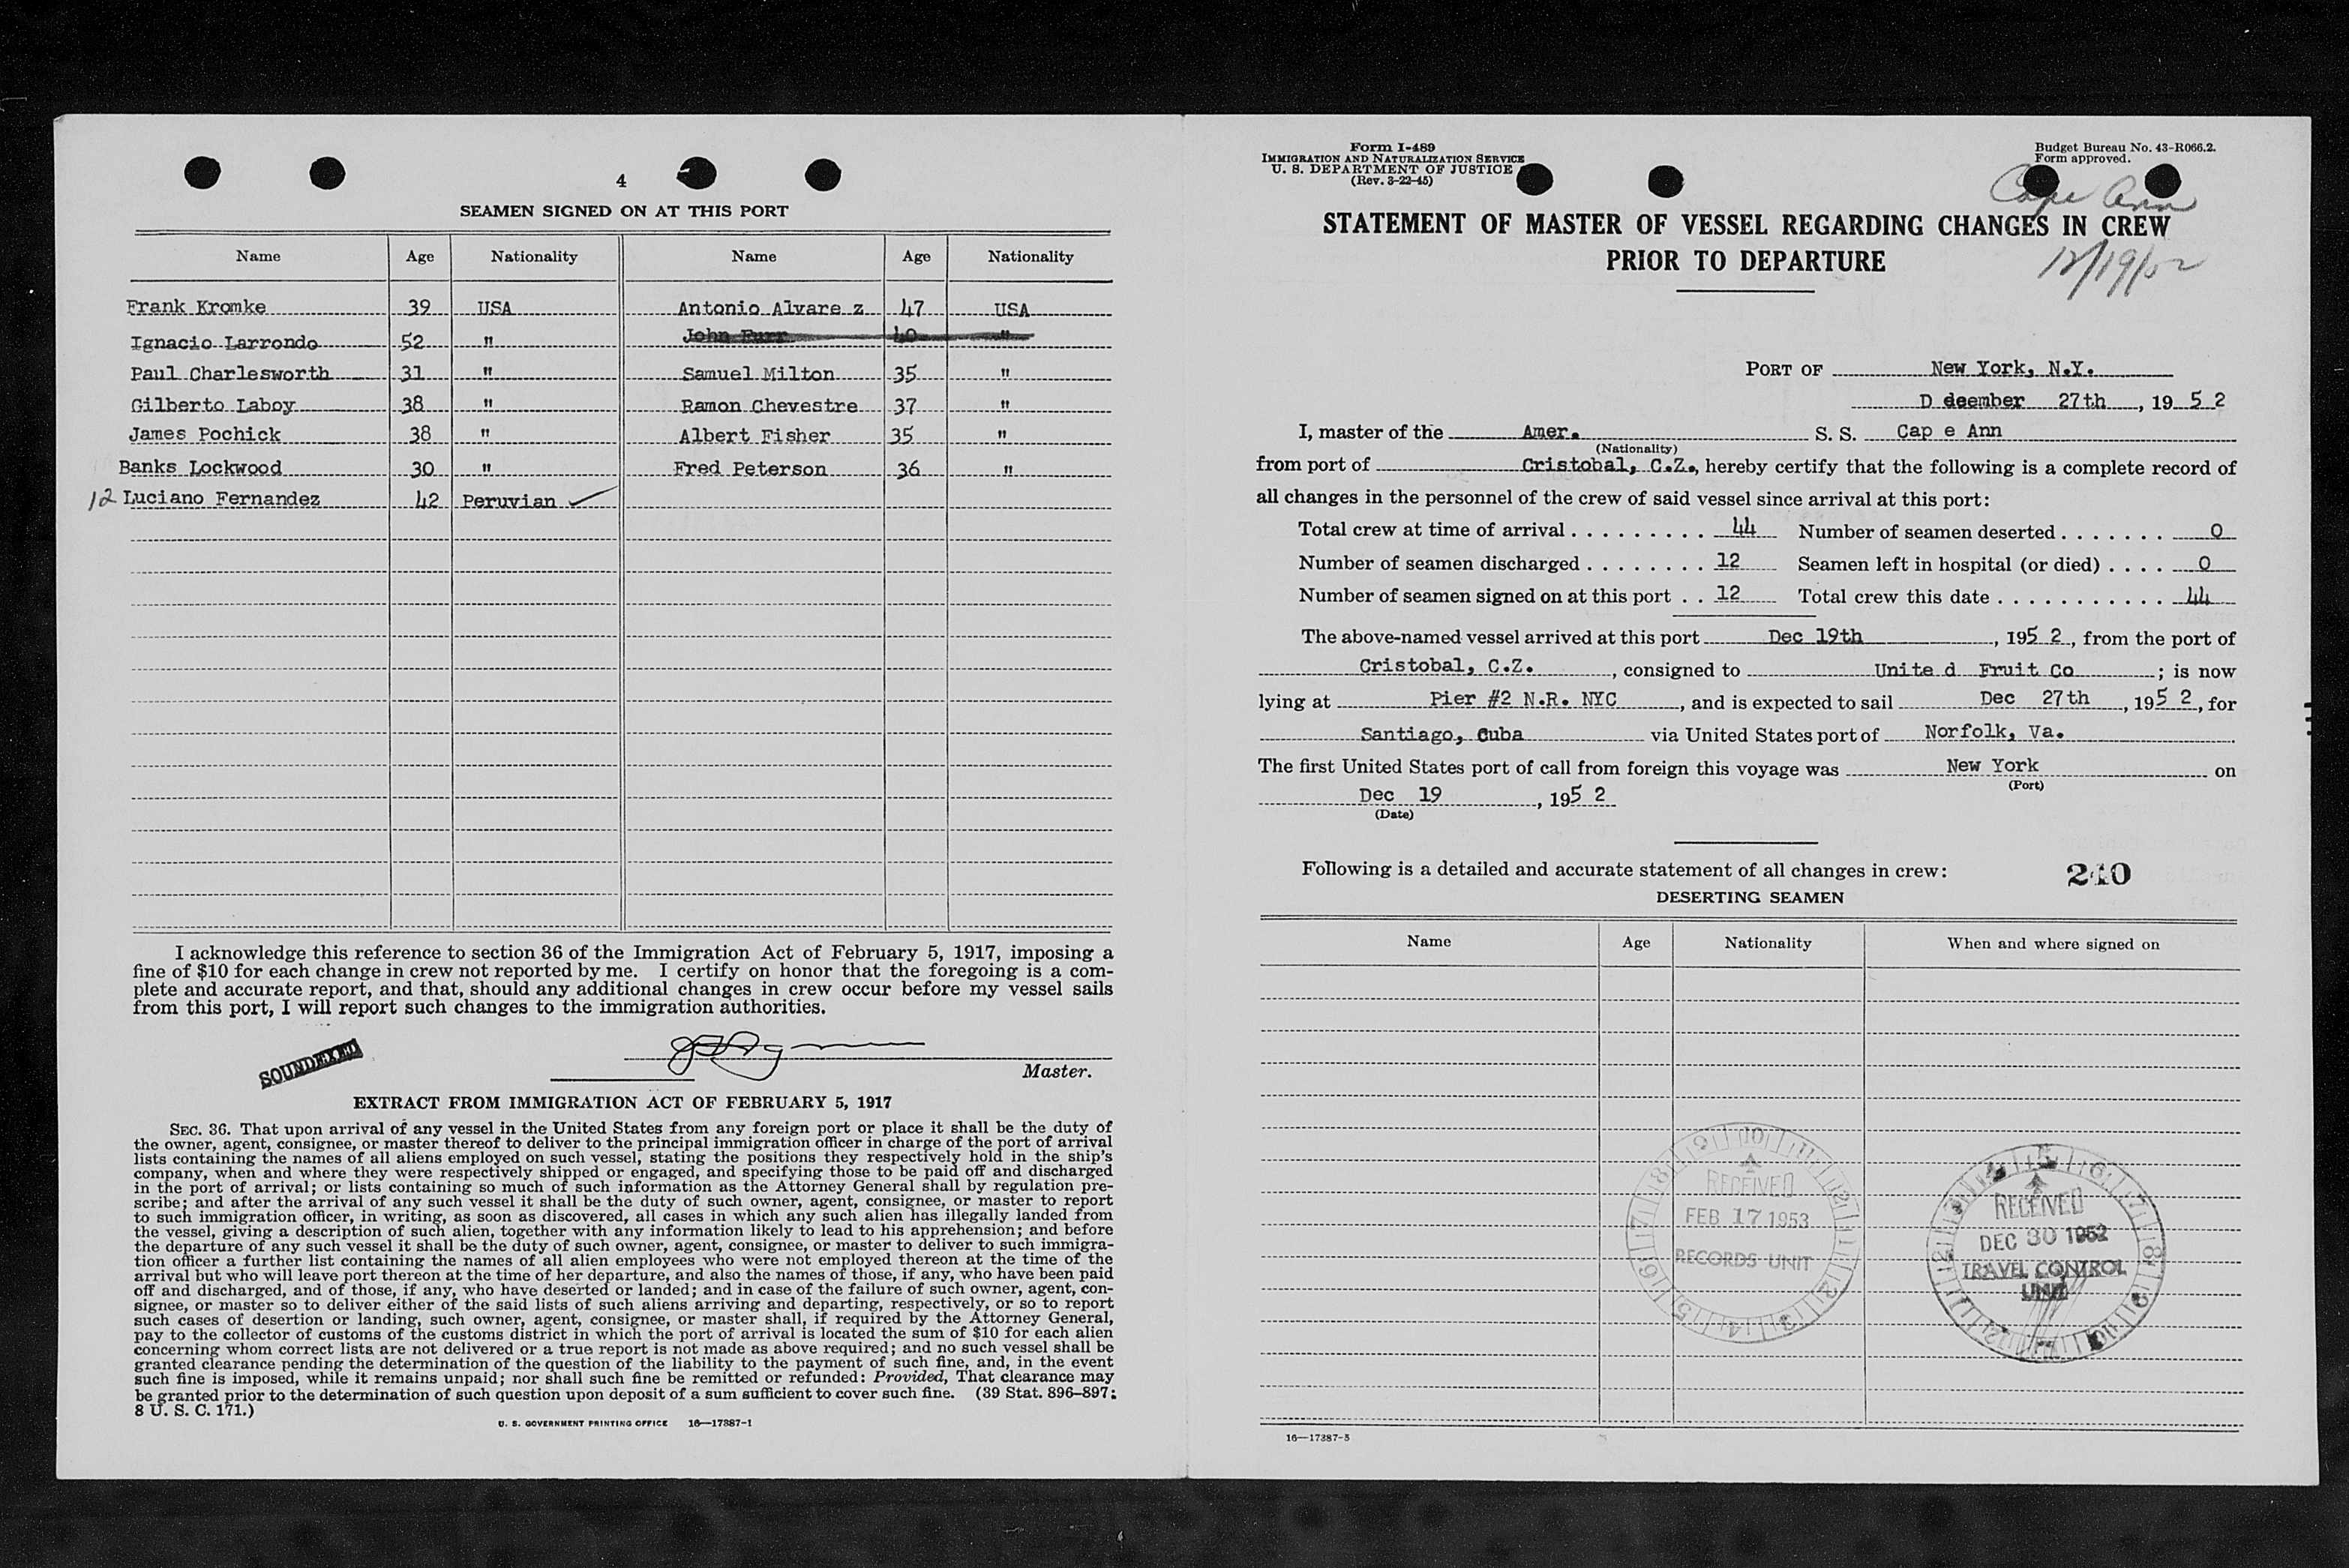 4
SEAMEN SIGNED ON AT THIS PORT
Name Age Nationality Name Age Nationality
Frank Kromke 39 USA Antonio Alvare z 47 USA
Ignacio Larrondo 52 " John Furr 40 "
Paul Charlesworth 31 " Samuel Milton 35 "
Gilberto Laboy 38 " Ramon Chevestre 37 "
James Pochick 38 " Albert Fisher 35 "
Banks Lockwood 30 " Fred Peterson 36 "
12 Luciano Fernandez 42 Peruvian ✓
I acknowledge this reference to section 36 of the Immigration Act of February 5, 1917, imposing a
fine of $10 for each change in crew not reported by me. I certify on honor that the foregoing is a com-
plete and accurate report, and that, should any additional changes in crew occur before my vessel sails
from this port, I will report such changes to the immigration authorities.
SOUNDEXED
Master.
EXTRACT FROM IMMIGRATION ACT OF FEBRUARY 5, 1917
SEC. 36. That upon arrival of any vessel in the United States from any foreign port or place it shall be the duty of
the owner, agent, consignee, or master thereof to deliver to the principal immigration officer in charge of the port of arrival
lists containing the names of all aliens employed on such vessel, stating the positions they respectively hold in the ship's
company, when and where they were respectively shipped or engaged, and specifying those to be paid off and discharged
in the port of arrival; or lists containing so much of such information as the Attorney General shall by regulation pre-
scribe; and after the arrival of any such vessel it shall be the duty of such owner, agent, consignee, or master to report
to such immigration officer, in writing, as soon as discovered, all cases in which any such alien has illegally landed from
the vessel, giving a description of such alien, together with any information likely to lead to his apprehension; and before
the departure of any such vessel it shall be the duty of such owner, agent, consignee, or master to deliver to such immigra-
tion officer a further list containing the names of all alien employees who were not employed thereon at the time of the
arrival but who will leave port thereon at the time of her departure, and also the names of those, if any, who have been paid
off and discharged, and of those, if any, who have deserted or landed; and in case of the failure of such owner, agent, con-
signee, or master so to deliver either of the said lists of such aliens arriving and departing, respectively, or so to report
such cases of desertion or landing, such owner, agent, consignee, or master shall, if required by the Attorney General,
pay to the collector of customs of the customs district in which the port of arrival is located the sum of $10 for each alien
concerning whom correct lists are not delivered or a true report is not made as above required; and no such vessel shall be
granted clearance pending the determination of the question of the liability to the payment of such fine, and, in the event
such fine is imposed, while it remains unpaid; nor shall such fine be remitted or refunded: Provided, That clearance may
be granted prior to the determination of such question upon deposit of a sum sufficient to cover such fine. (39 Stat. 896–897;
8 U. S. C. 171.)
U. S. GOVERNMENT PRINTING OFFICE 16—17387-1
Form I-489
IMMIGRATION AND NATURALIZATION SERVICE
U. S. DEPARTMENT OF JUSTICE
(Rev. 3-22-45)
Budget Bureau No. 43-R066.2.
Form approved.
Cape Ann
STATEMENT OF MASTER OF VESSEL REGARDING CHANGES IN CREW
PRIOR TO DEPARTURE
12/19/52
PORT OF New York, N.Y.
D deember 27th, 195 2
I, master of the Amer. S. S. Cap e Ann
(Nationality)
from port of Cristobal, C.Z., hereby certify that the following is a complete record of
all changes in the personnel of the crew of said vessel since arrival at this port:
Total crew at time of arrival . . . . . . . . . 44 Number of seamen deserted . . . . . . . 0
Number of seamen discharged . . . . . . . . 12 Seamen left in hospital (or died) . . . . 0
Number of seamen signed on at this port . . 12 Total crew this date . . . . . . . . . . . . 44
The above-named vessel arrived at this port Dec 19th, 195 2, from the port of
Cristobal, C.Z., consigned to Unite d Fruit Co; is now
lying at Pier #2 N.R. NYC, and is expected to sail Dec 27th, 195 2, for
Santiago, Cuba via United States port of Norfolk, Va.
The first United States port of call from foreign this voyage was New York on
(Port)
Dec 19, 195 2
(Date)
Following is a detailed and accurate statement of all changes in crew: 240
DESERTING SEAMEN
Name Age Nationality When and where signed on
RECEIVED
FEB 17 1953
RECORDS UNIT
RECEIVED
DEC 30 1952
TRAVEL CONTROL
UNIT
16—17387-3